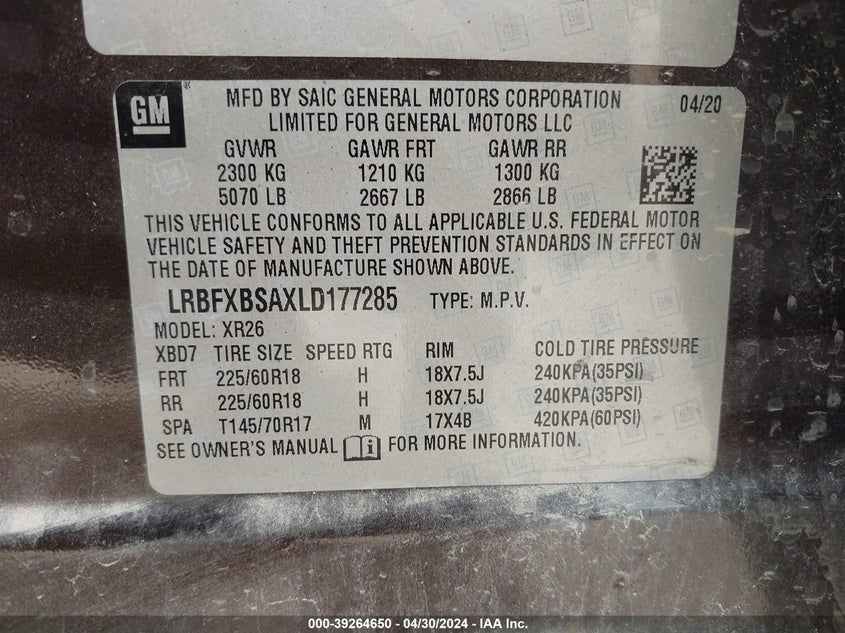 GM
MFD BY SAIC GENERAL MOTORS CORPORATION 04/20
LIMITED FOR GENERAL MOTORS LLC
GVWR GAWR FRT GAWR RR
2300 KG 1210 KG 1300 KG
5070 LB 2667 LB 2866 LB
THIS VEHICLE CONFORMS TO ALL APPLICABLE U.S. FEDERAL MOTOR
VEHICLE SAFETY AND THEFT PREVENTION STANDARDS IN EFFECT ON
THE DATE OF MANUFACTURE SHOWN ABOVE.
LRBFXBSAXLD177285 TYPE: M.P.V.
MODEL: XR26
XBD7 TIRE SIZE SPEED RTG RIM COLD TIRE PRESSURE
FRT 225/60R18 H 18X7.5J 240KPA(35PSI)
RR 225/60R18 H 18X7.5J 240KPA(35PSI)
SPA T145/70R17 M 17X4B 420KPA(60PSI)
SEE OWNER'S MANUAL i FOR MORE INFORMATION.
000-39264650 / 04/30/2024 - IAA, Inc.